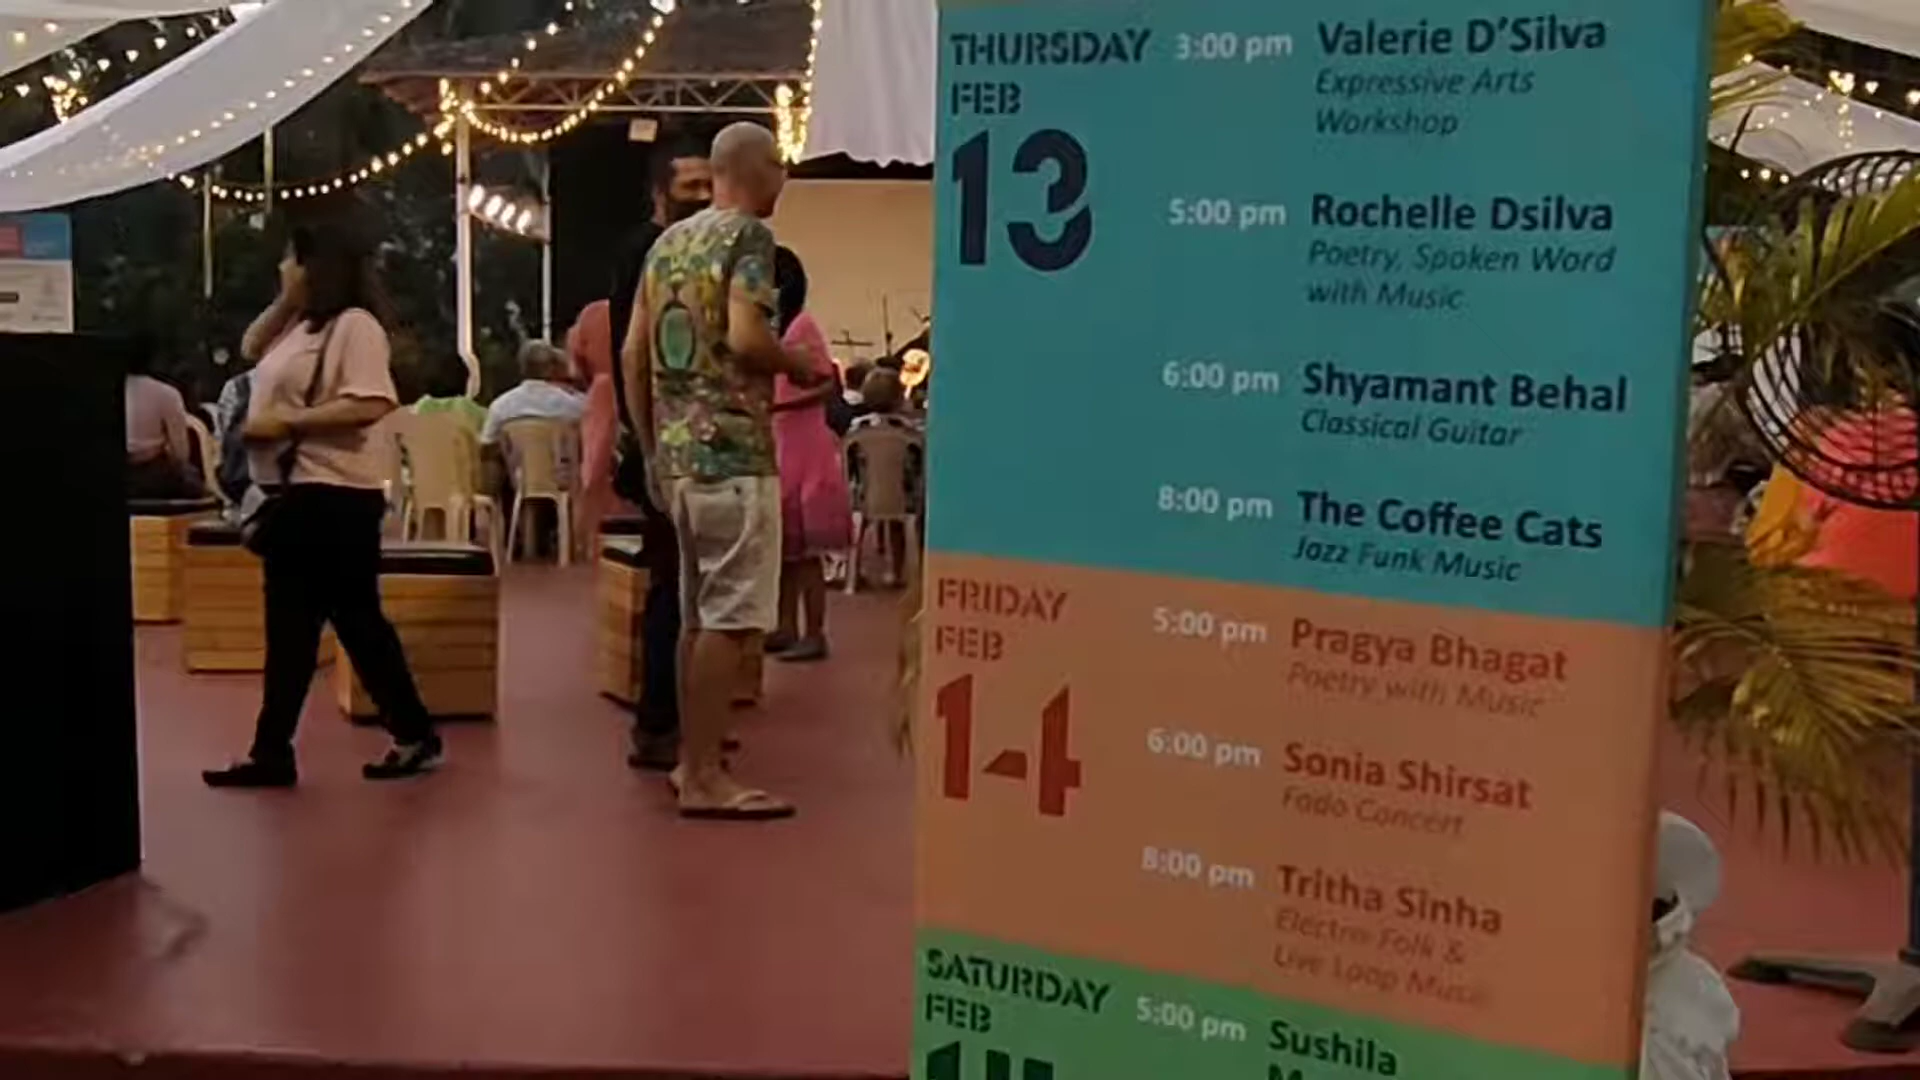 THURSDAY
FEB
13
3:00 pm Valerie D'Silva
Expressive Arts
Workshop
5:00 pm Rochelle Dsilva
Poetry, Spoken Word
with Music
6:00 pm Shyamant Behal
Classical Guitar
8:00 pm The Coffee Cats
Jazz Funk Music
FRIDAY
FEB
14
5:00 pm Pragya Bhagat
Poetry with Music
6:00 pm Sonia Shirsat
Fado Concert
8:00 pm Tritha Sinha
Electro Folk &
Live Loop Music
SATURDAY
FEB
5:00 pm Sushila